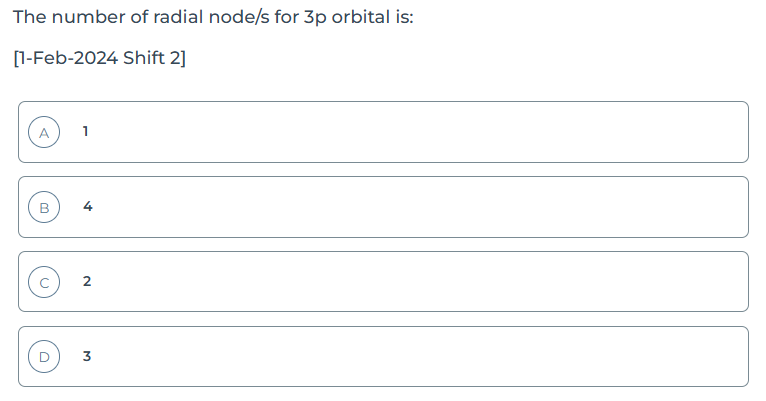 The number of radial node/s for 3p orbital is:
[1-Feb-2024 Shift 2]
A 1
B 4
C 2
D 3